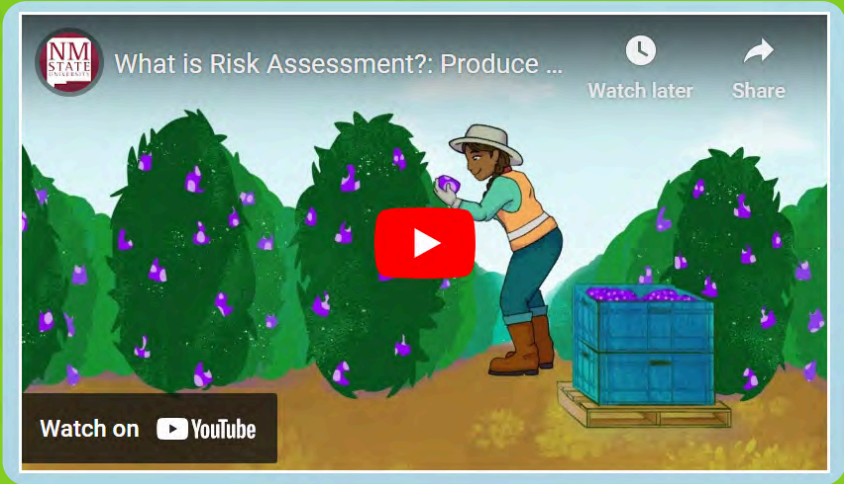 NM
STATE
UNIVERSITY
What is Risk Assessment?: Produce ...
Watch later
Share
Watch on YouTube